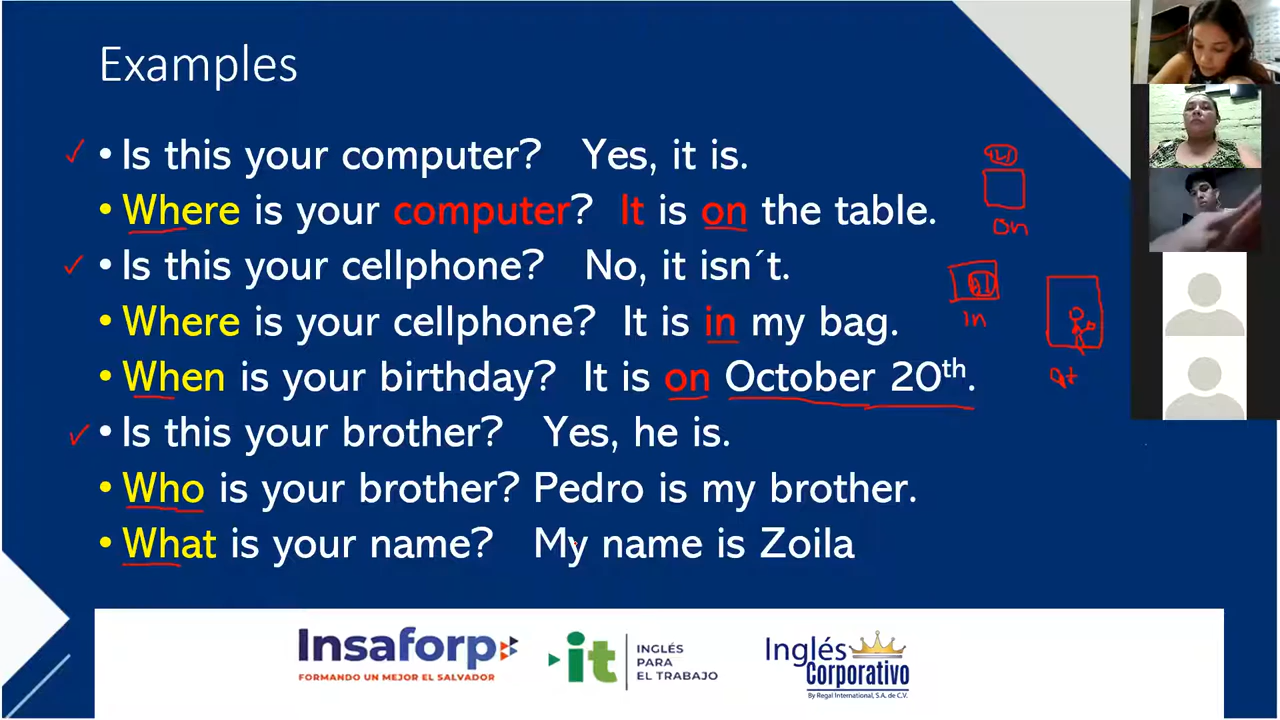 Examples
• Is this your computer? Yes, it is.
• Where is your computer? It is on the table.
on
• Is this your cellphone? No, it isn´t.
• Where is your cellphone? It is in my bag.
in
• When is your birthday? It is on October 20th.
at
• Is this your brother? Yes, he is.
• Who is your brother? Pedro is my brother.
• What is your name? My name is Zoila
Insaforp
FORMANDO UN MEJOR EL SALVADOR
it
INGLÉS
PARA
EL TRABAJO
Inglés
Corporativo
By Regal International, S.A. de C.V.